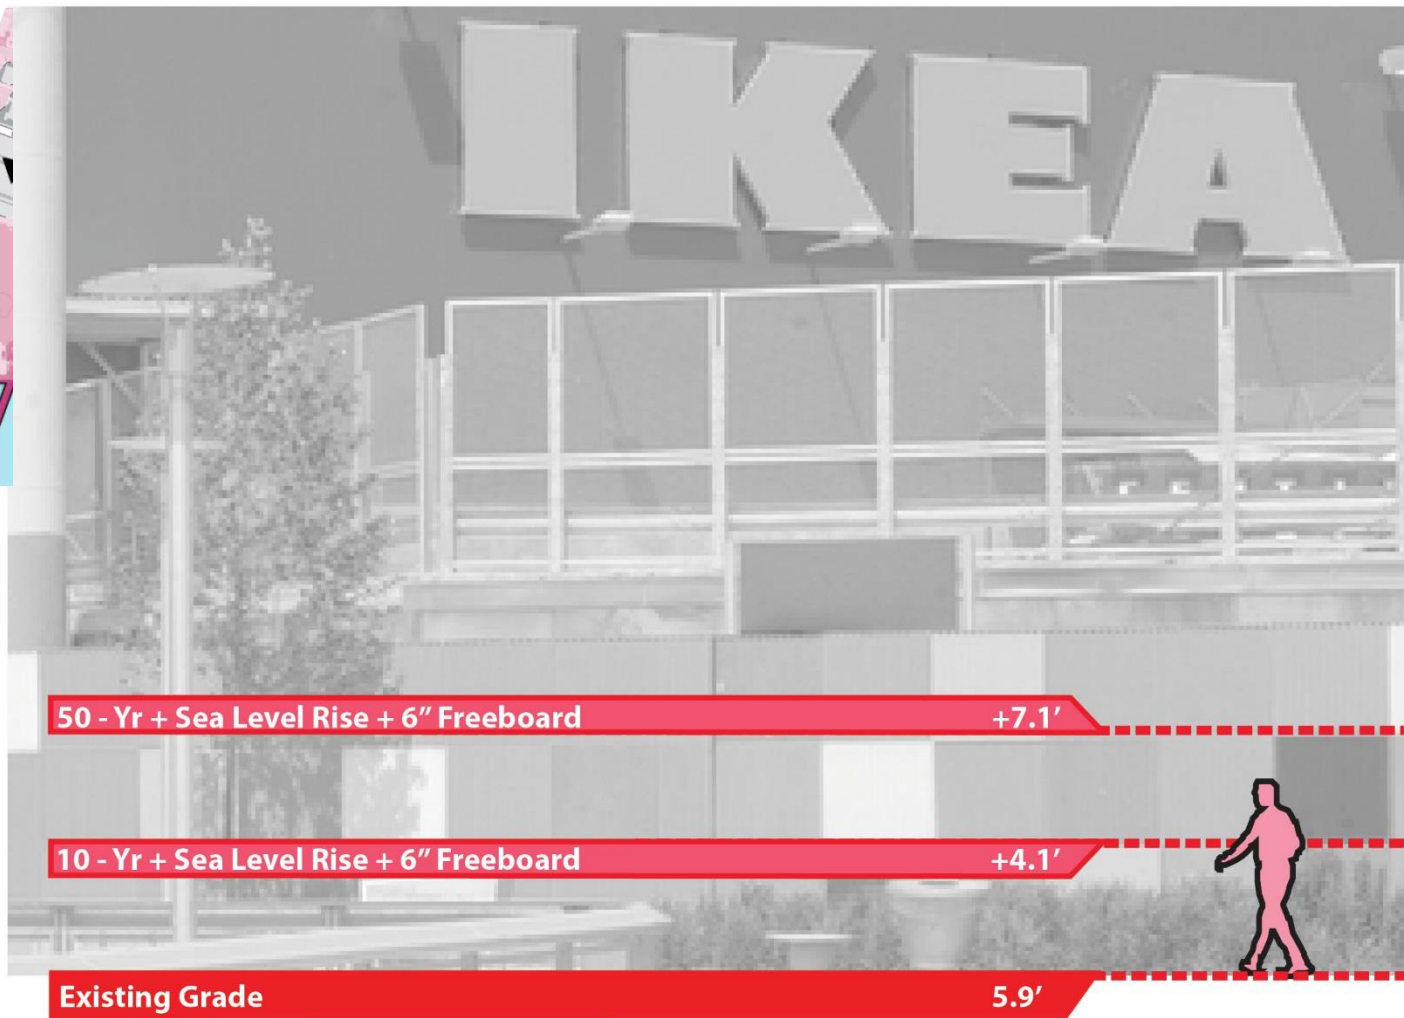 IKEA
50 - Yr + Sea Level Rise + 6” Freeboard +7.1’
10 - Yr + Sea Level Rise + 6” Freeboard +4.1’
Existing Grade 5.9’